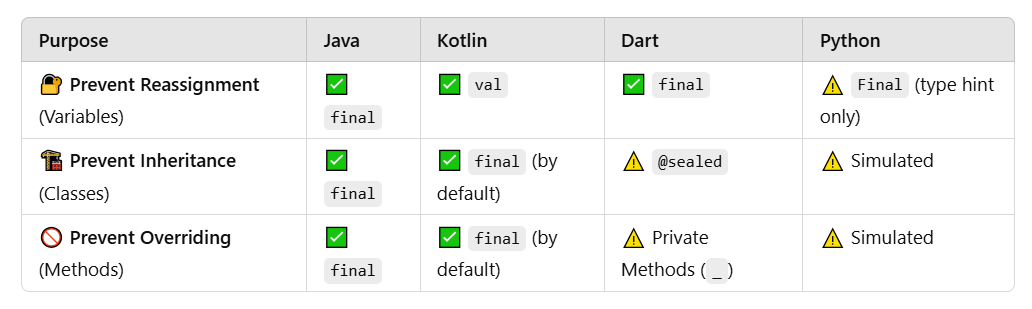 Purpose Java Kotlin Dart Python
🔐 Prevent Reassignment (Variables) ✅ final ✅ val ✅ final ⚠️ Final (type hint only)
🏗️ Prevent Inheritance (Classes) ✅ final ✅ final (by default) ⚠️ @sealed ⚠️ Simulated
🚫 Prevent Overriding (Methods) ✅ final ✅ final (by default) ⚠️ Private Methods (_) ⚠️ Simulated